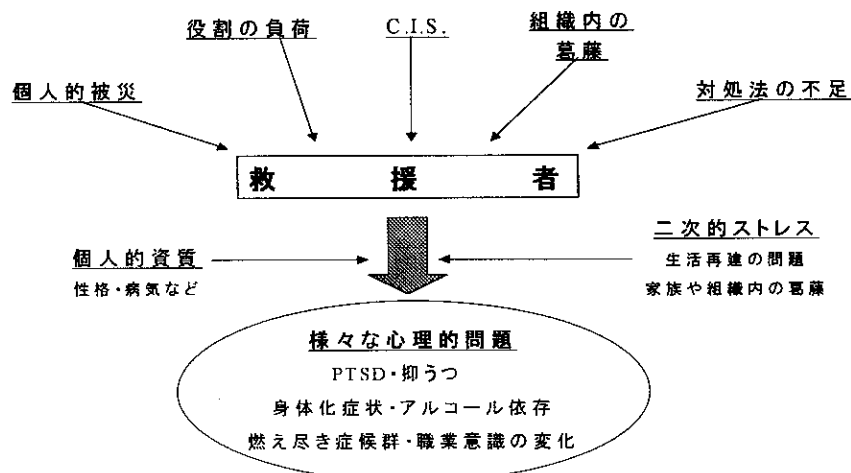 役割の負荷
C.I.S.
組織内の
葛藤
個人的被災
対処法の不足
救援者
個人的資質
性格・病気など
二次的ストレス
生活再建の問題
家族や組織内の葛藤
様々な心理的問題
PTSD・抑うつ
身体化症状・アルコール依存
燃え尽き症候群・職業意識の変化